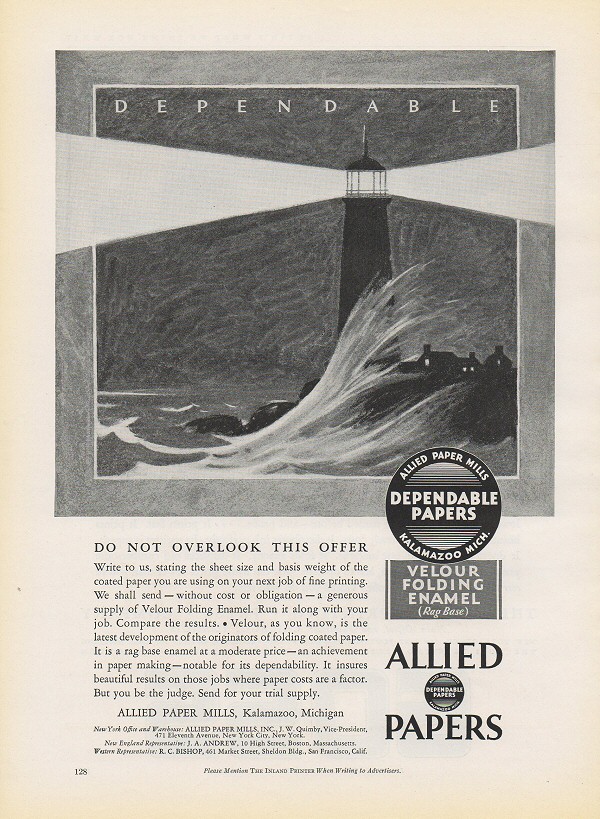 DEPENDABLE
ALLIED PAPER MILLS
DEPENDABLE
PAPERS
KALAMAZOO MICH.
VELOUR
FOLDING
ENAMEL
(Rag Base)
DO NOT OVERLOOK THIS OFFER
Write to us, stating the sheet size and basis weight of the
coated paper you are using on your next job of fine printing.
We shall send—without cost or obligation—a generous
supply of Velour Folding Enamel. Run it along with your
job. Compare the results. • Velour, as you know, is the
latest development of the originators of folding coated paper.
It is a rag base enamel at a moderate price—an achievement
in paper making—notable for its dependability. It insures
beautiful results on those jobs where paper costs are a factor.
But you be the judge. Send for your trial supply.
ALLIED PAPER MILLS, Kalamazoo, Michigan
New York Office and Warehouse: ALLIED PAPER MILLS, INC., J. W. Quimby, Vice-President,
471 Eleventh Avenue, New York City, New York.
New England Representative: J. A. ANDREW, 10 High Street, Boston, Massachusetts.
Western Representative: R. C. BISHOP, 461 Market Street, Sheldon Bldg., San Francisco, Calif.
ALLIED
ALLIED PAPER MILLS
DEPENDABLE
PAPERS
KALAMAZOO MICH.
PAPERS
128
Please Mention THE INLAND PRINTER When Writing to Advertisers.